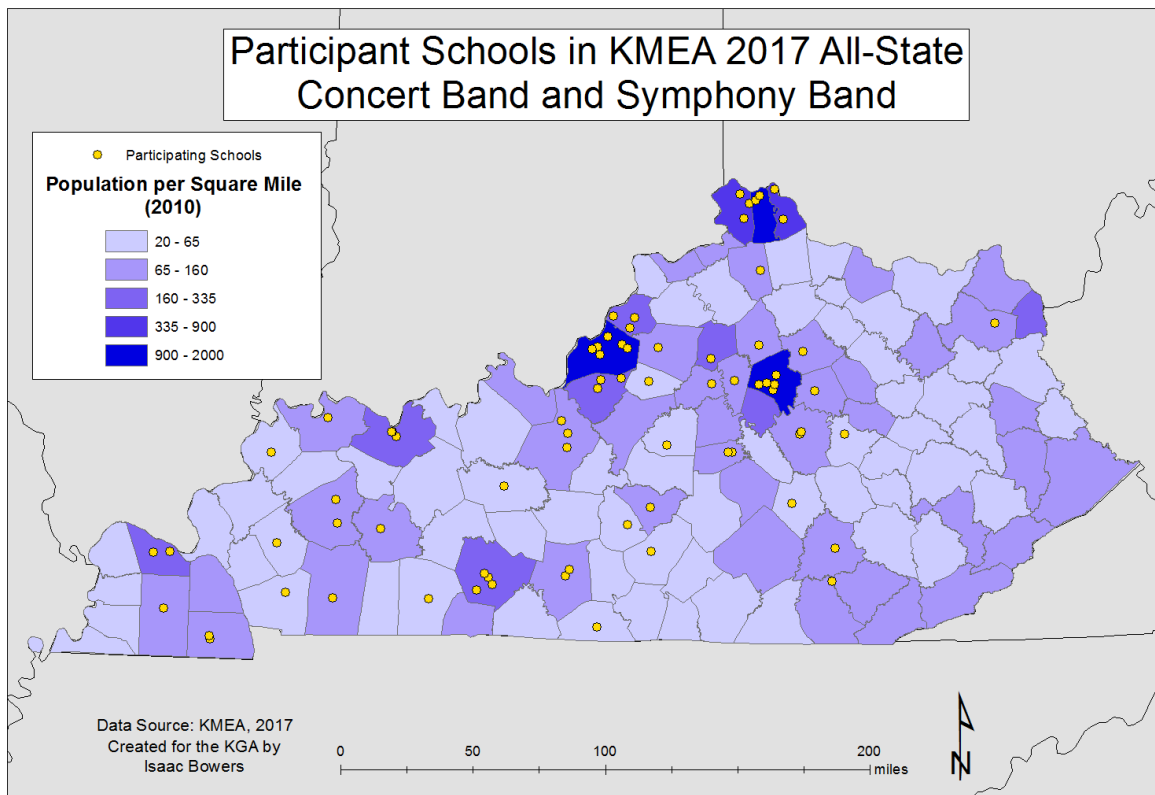 Participant Schools in KMEA 2017 All-State
Concert Band and Symphony Band
Participating Schools
Population per Square Mile
(2010)
20 - 65
65 - 160
160 - 335
335 - 900
900 - 2000
Data Source: KMEA, 2017
Created for the KGA by
Isaac Bowers
0 50 100 200
miles
N